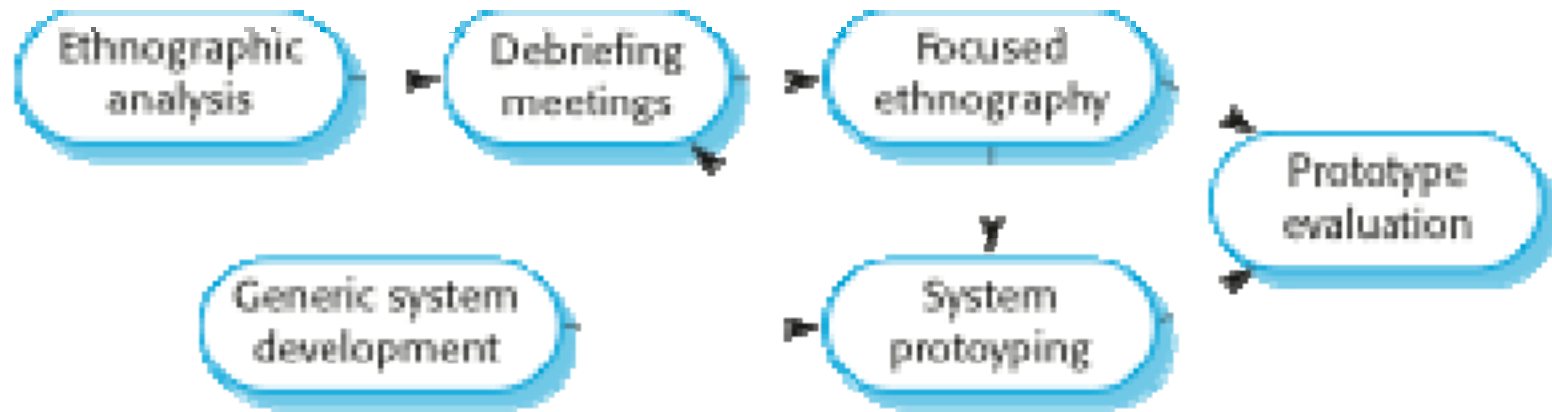 Ethnographic
analysis
Debriefing
meetings
Focused
ethnography
Prototype
evaluation
Generic system
development
System
protoyping